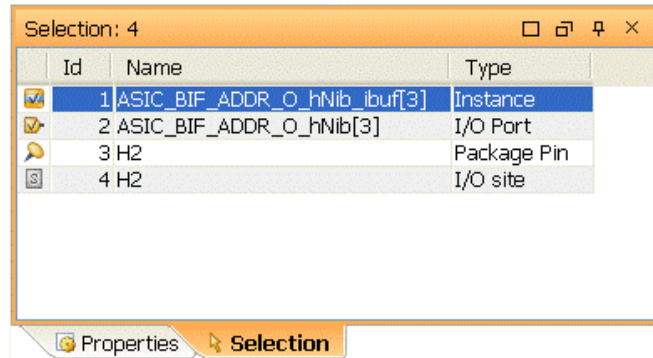 Selection: 4
Id Name Type
1 ASIC_BIF_ADDR_O_hNib_ibuf[3] Instance
2 ASIC_BIF_ADDR_O_hNib[3] I/O Port
3 H2 Package Pin
S 4 H2 I/O site
Properties Selection